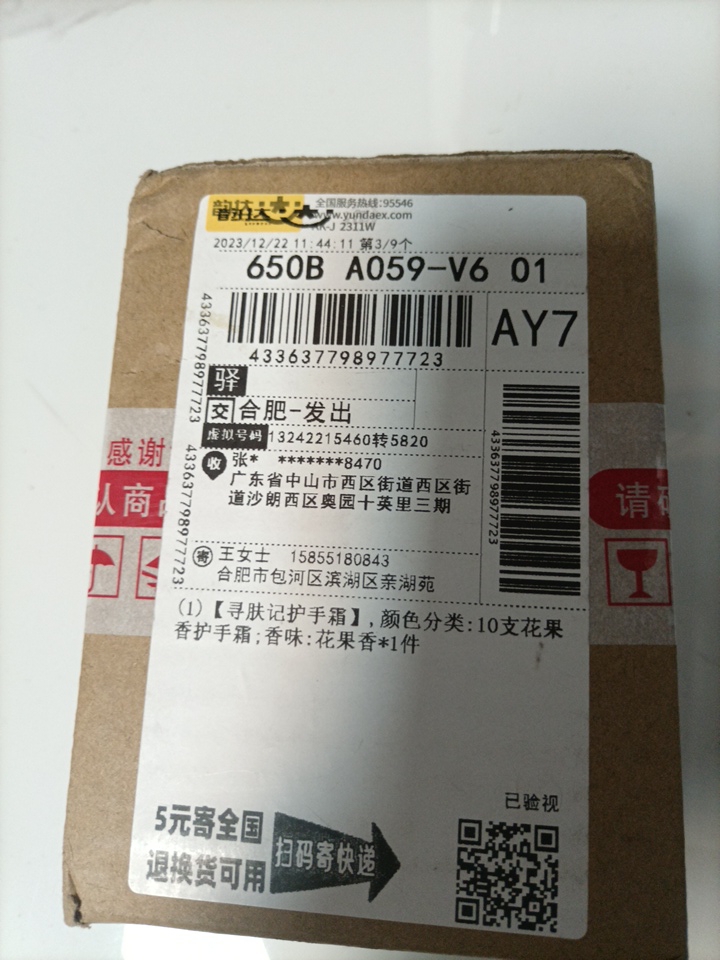 韵达
全国服务热线:95546
www.yundaex.com
2311W
2023/12/22 11:44:11 第3/9个
650B A059-V6 01
433637798977723
AY7
433637798977723
驿
交 合肥-发出
虚拟号码 13242215460转5820
收 张* *******8470
广东省中山市西区街道西区街
道沙朗西区奥园十英里三期
433637798977723
433637798977723
寄 王女士 15855180843
合肥市包河区滨湖区亲湖苑
(1)【寻肤记护手霜】,颜色分类:10支花果
香护手霜;香味:花果香*1件
已验视
5元寄全国
退换货可用
扫码寄快递
感谢
认商
请